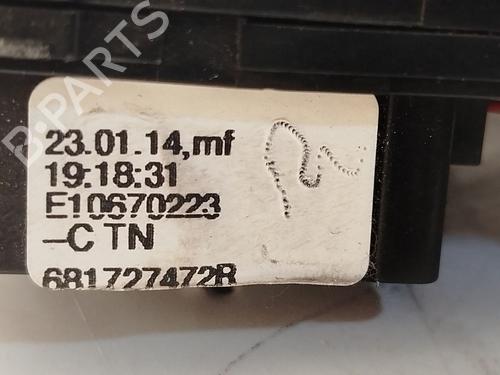 B-PARTS
23.01.14,mf
19:18:31
E10670223
–C TN
681727472R